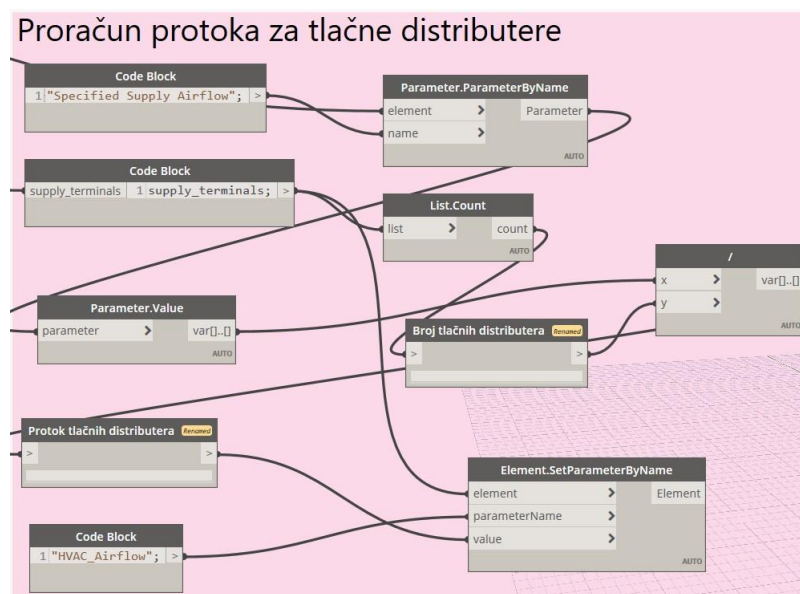 Proračun protoka za tlačne distributere
Code Block
1 "Specified Supply Airflow"; >
Parameter.ParameterByName
element > Parameter
name >
AUTO
Code Block
supply_terminals 1 supply_terminals; >
List.Count
list > count
AUTO
/
x > var[]..[]
y >
AUTO
Parameter.Value
parameter > var[]..[]
AUTO
Broj tlačnih distributera Renamed
> >
Protok tlačnih distributera Renamed
> >
Element.SetParameterByName
element > Element
parameterName >
value >
AUTO
Code Block
1 "HVAC_Airflow"; >